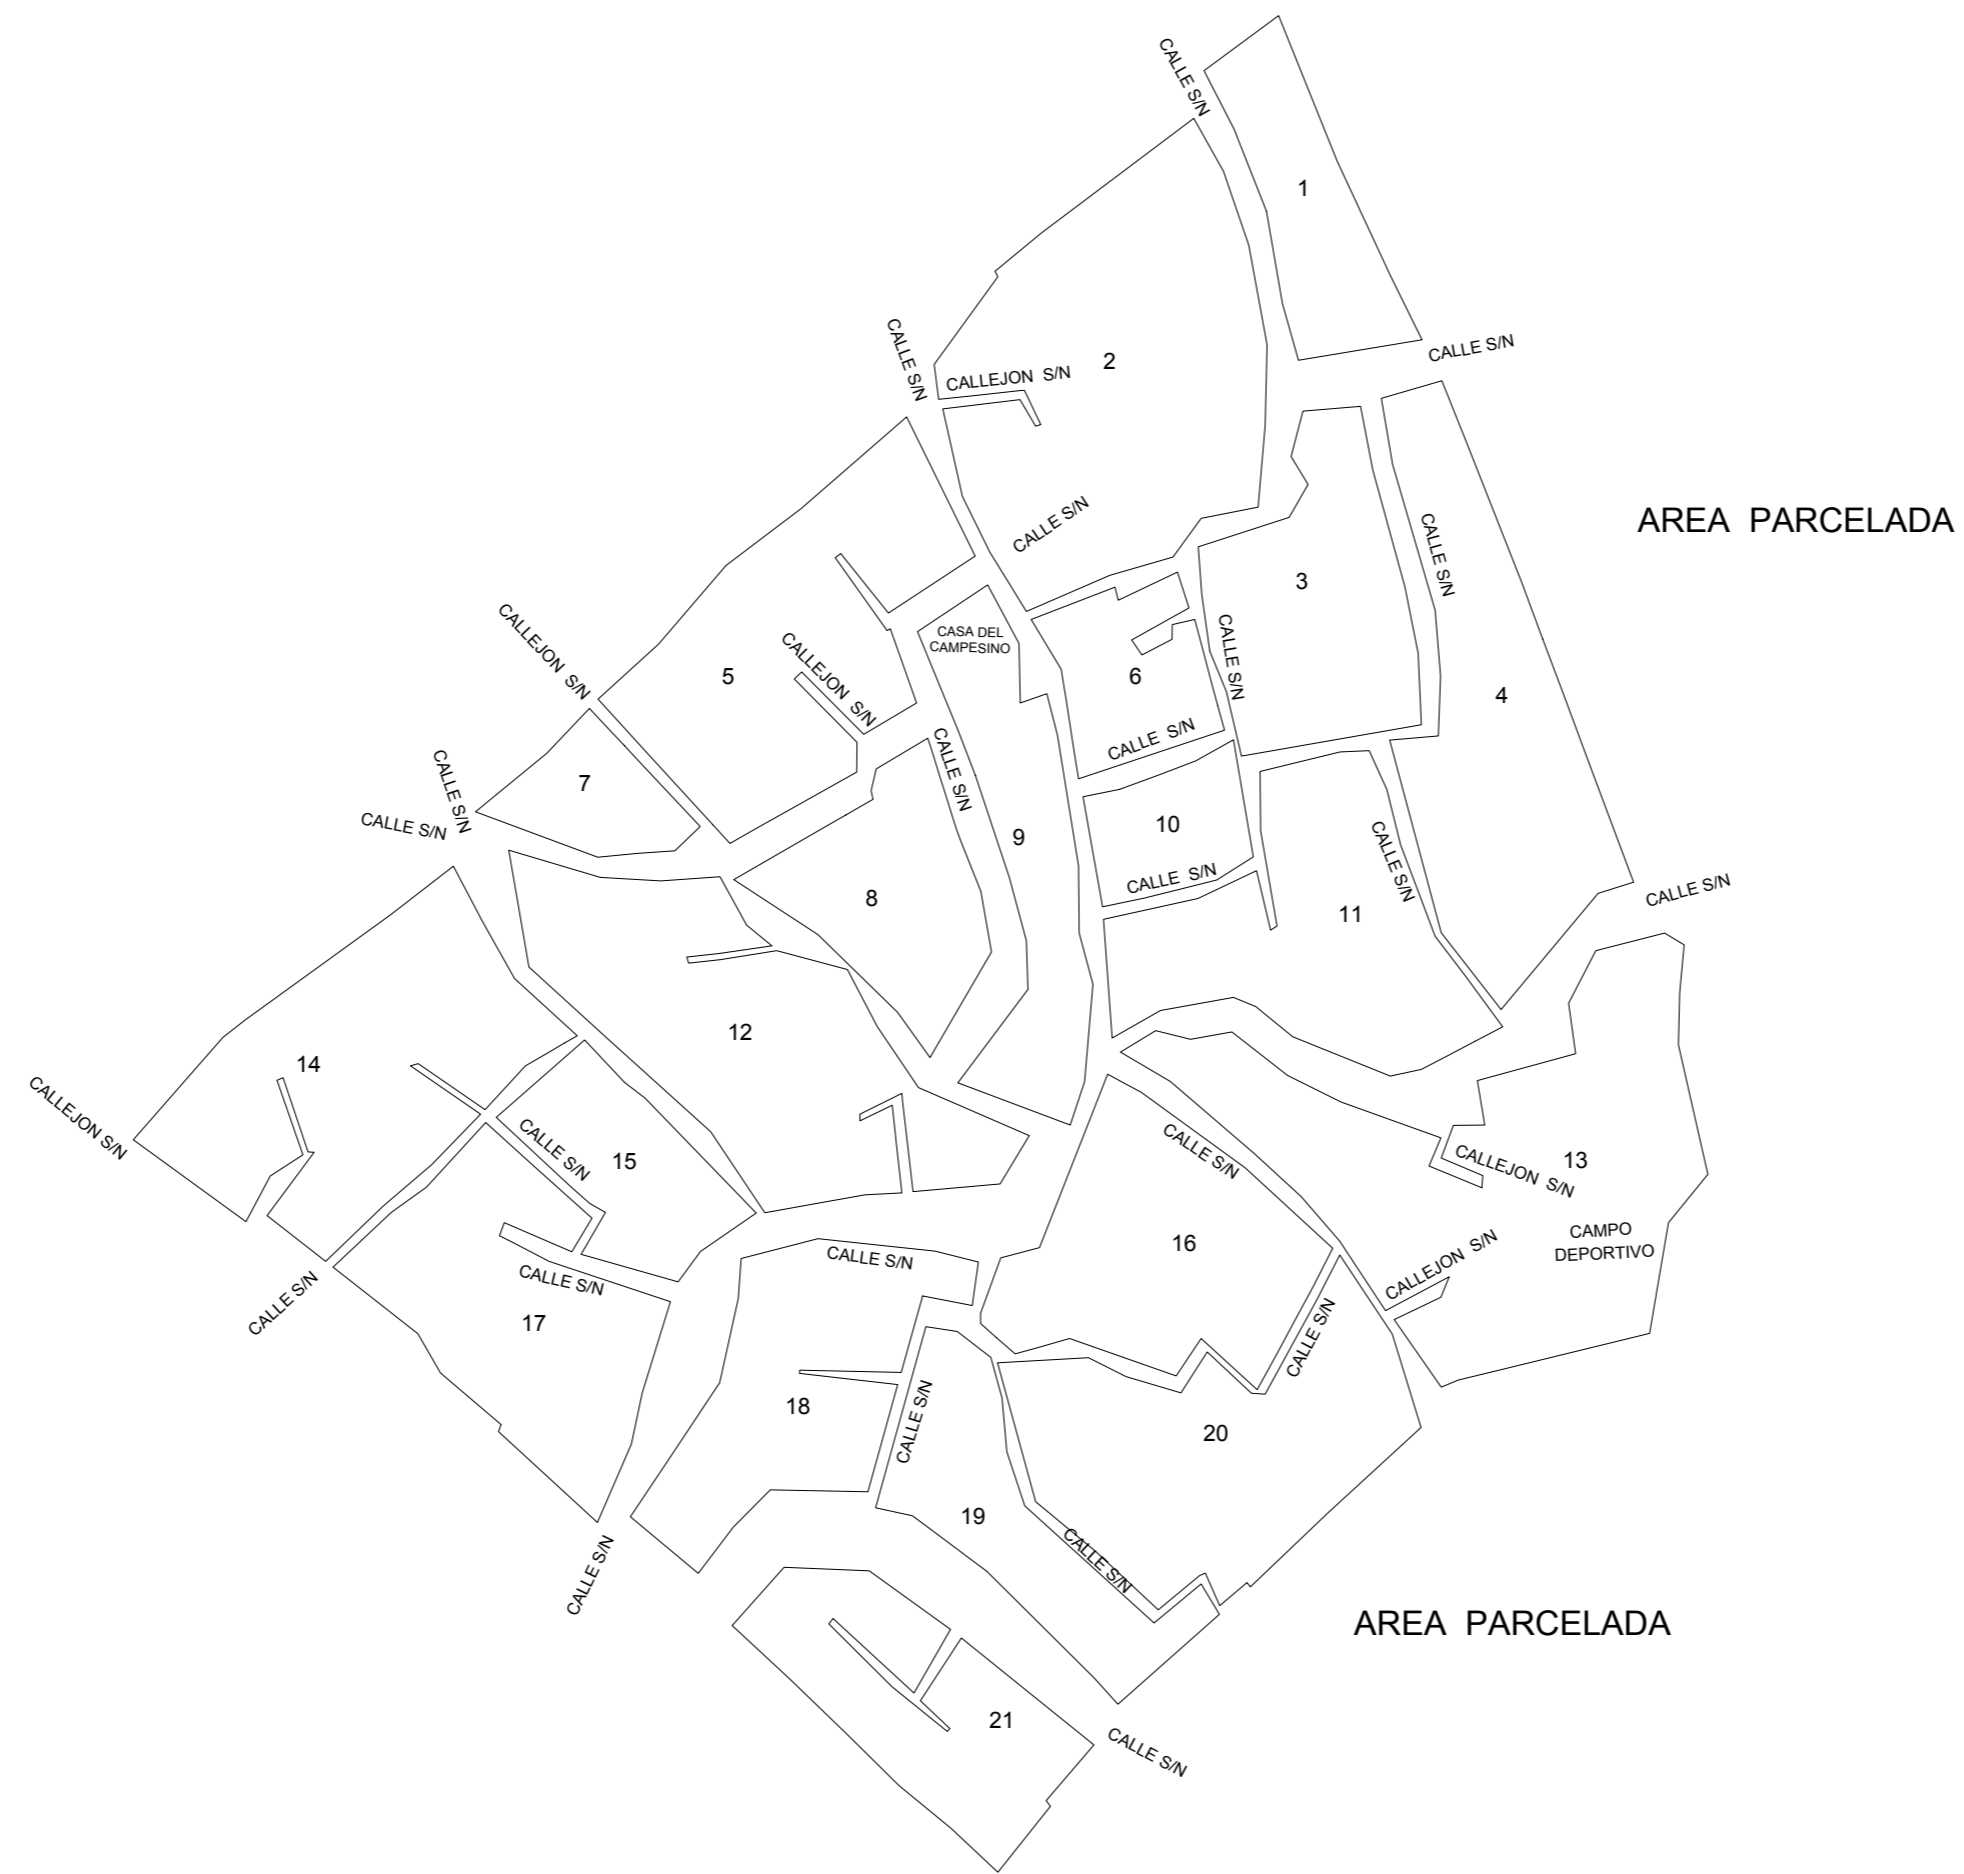 CALLE S/N
1
CALLE S/N
CALLE S/N
2
CALLEJON S/N
CALLE S/N
CALLE S/N
AREA PARCELADA
CALLE S/N
3
CALLEJON S/N
CASA DEL
CAMPESINO
CALLE S/N
5
CALLEJON S/N
6
4
CALLE S/N
CALLE S/N
7
CALLE S/N
CALLE S/N
10
9
CALLE S/N
CALLE S/N
8
11
CALLE S/N
12
14
CALLEJON S/N
CALLE S/N
15
CALLE S/N
CALLEJON S/N
13
CAMPO
DEPORTIVO
16
CALLEJON S/N
CALLE S/N
CALLE S/N
CALLE S/N
17
CALLE S/N
18
CALLE S/N
20
19
CALLE S/N
CALLE S/N
AREA PARCELADA
21
CALLE S/N